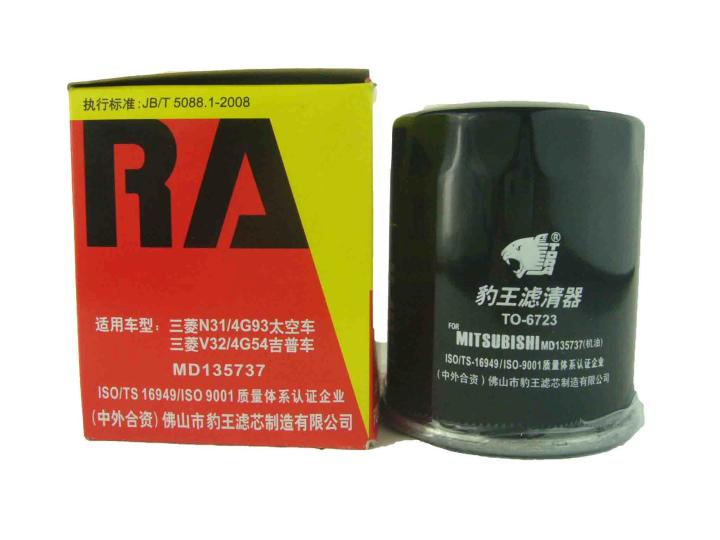 执行标准:JB/T 5088.1-2008
RA
适用车型: 三菱N31/4G93太空车
三菱V32/4G54吉普车
MD135737
ISO/TS 16949/ISO 9001 质量体系认证企业
(中外合资) 佛山市豹王滤芯制造有限公司
®
豹王滤清器
TO-6723
FOR MITSUBISHI MD135737(机油)
ISO/TS-16949/ISO-9001质量体系认证企业
(中外合资) 佛山市豹王滤芯制造有限公司